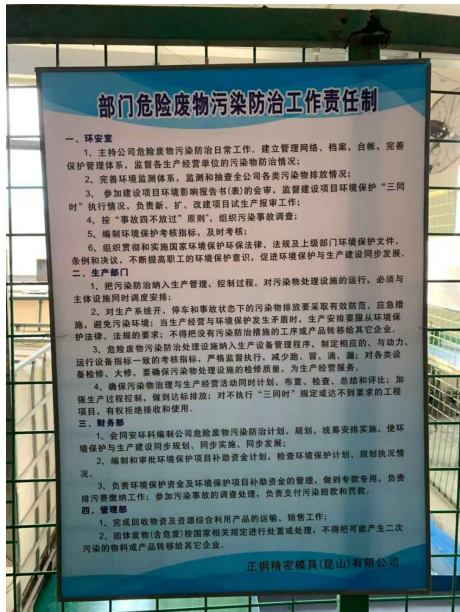 部门危险废物污染防治工作责任制
一、环安室
1、主持公司危险废物污染防治日常工作。建立管理网络、档案、台帐，完善
保护管理体系，监督各生产经营单位的污染物防治情况；
2、完善环境监测体系，监测和抽查全公司各类污染物排放情况；
3、参加建设项目环境影响报告书(表)的会审，监督建设项目环境保护“三同
时”执行情况，负责新、扩、改建项目试生产报审工作；
4、按“事故四不放过”原则”，组织污染事故调查；
5、编制环境保护考核指标，及时考核；
6、组织贯彻和实施国家环境保护环保法律、法规及上级部门环境保护文件、
条例和决议，不断提高职工的环境保护意识，促进环境保护与生产建设同步发展。
二、生产部门
1、把污染防治纳入生产管理、控制过程。对污染物处理设施的运行，必须与
主体设施同时调度安排；
2、对生产系开、停车和事故状态下的污染物排放要采取有效防范、应急措
施，避免污染环境；当生产经营与环境保护发生矛盾时，生产安排要服从环境保
护法律、法规的要求；不得把没有污染防治措施的工序或产品转移给其它企业。
3、危险废物污染防治处理设施纳入生产设备管理程序，制定相应的、与动力、
运行设备指标一致的考核指标，严格监督执行，减少跑、冒、滴、漏；对各类设
备检修、大修，要确保污染物处理设施的检修质量，为生产经营服务。
4、确保污染物治理与生产经营活动同时计划、布置、检查、总结和评比；加
强生产过程控制，做到达标排放；对不执行“三同时”规定或达不到要求的工程
项目，有权拒绝接收和使用。
三、财务部
1、会同安环科编制公司危险废物污染防治计划、规划，统筹安排实施，使环
境保护与生产建设同步规划、同步实施、同步发展；
2、编制和审批环境保护项目补助资金计划，检查环境保护计划、规划执况情
况。
3、负责环境保护资金及环境保护项目补助资金的管理，做到专款专用，负责
排污费缴纳工作；参加污染事故的调查处理，负责支付污染赔款和罚款。
四、管理部
1、完成回收物资及资源综合利用产品的运输、销售工作；
2、固体废物(含危废)按国家相关规定进行处置或处理，不得把可能产生二次
污染的物料或产品转移给其它企业。
正钢精密模具(昆山)有限公司